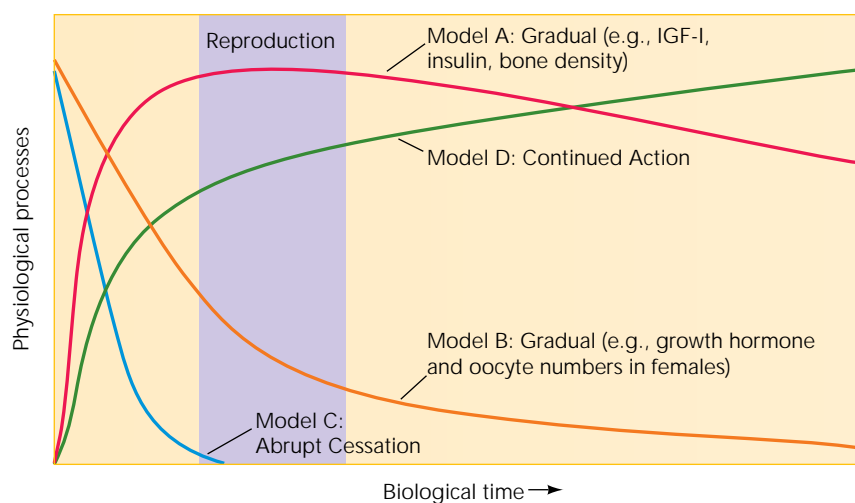 Reproduction
Model A: Gradual (e.g., IGF-I,
insulin, bone density)
Model D: Continued Action
Physiological processes
Model B: Gradual (e.g., growth hormone
and oocyte numbers in females)
Model C:
Abrupt Cessation
Biological time